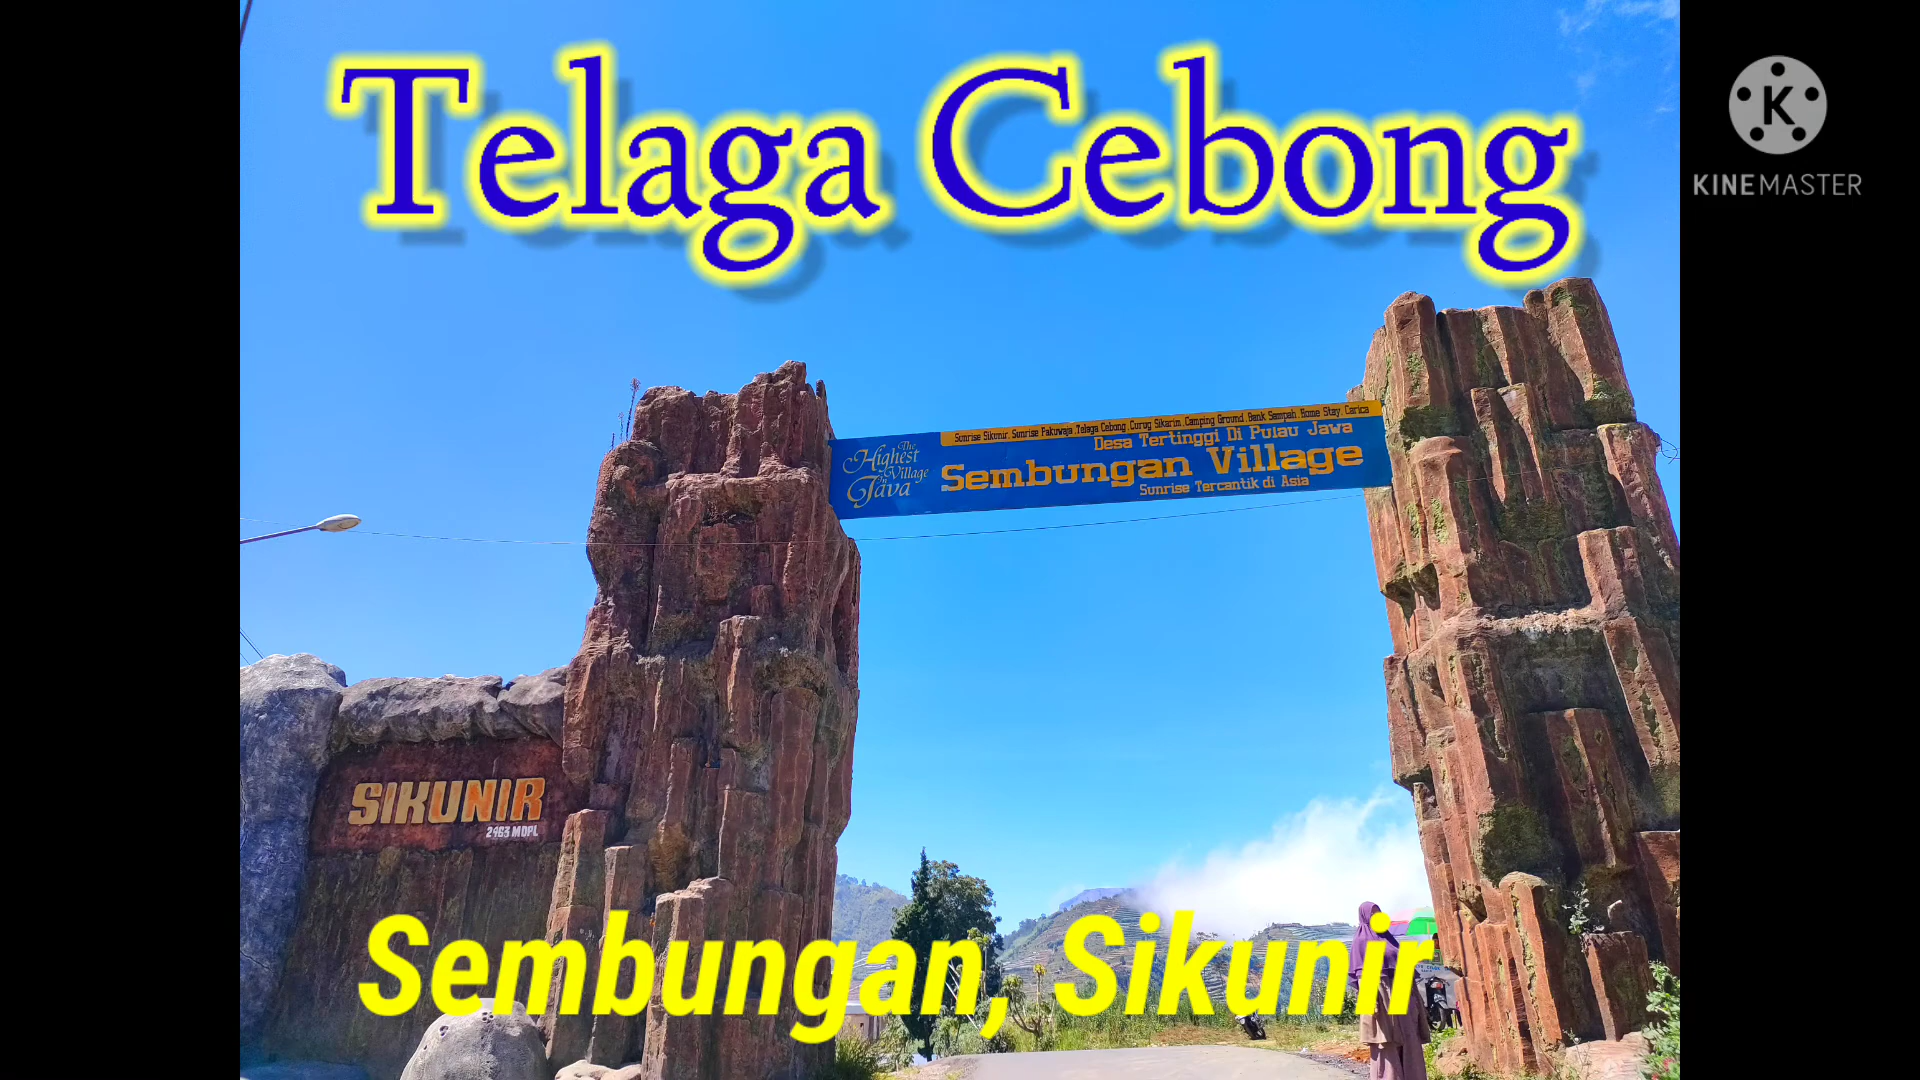 Telaga Cebong
K
KINEMASTER
Sunrise Sikunir, Sunrise Pakuwaja, Telaga Cebong, Curug Sikarim, Camping Ground, Bank Sampah, Home Stay, Carica
Desa Tertinggi Di Pulau Jawa
The Highest Village in Java
Sembungan Village
Sunrise Tercantik di Asia
SIKUNIR
2463 MDPL
Sembungan, Sikunir